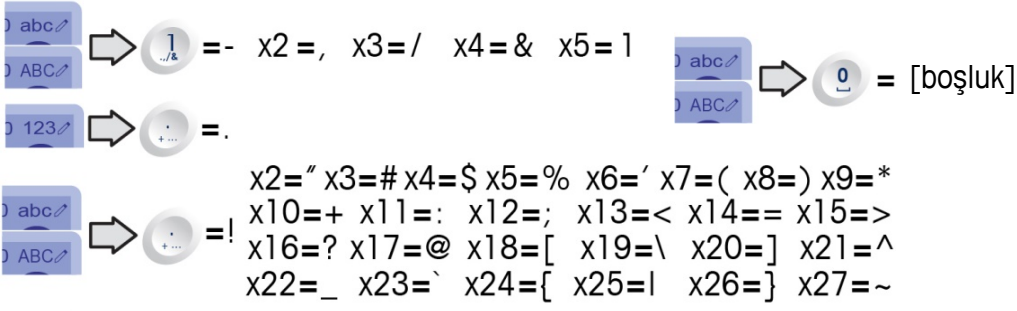 abc
1 ../& =- x2=, x3=/ x4=& x5=1
ABC
abc
0 = [boşluk]
ABC
123 . +... =.
x2=″ x3=# x4=$ x5=% x6=′ x7=( x8=) x9=*
abc
. +... =! x10=+ x11=: x12=; x13=< x14== x15=>
ABC
x16=? x17=@ x18=[ x19=\ x20=] x21=^
x22=_ x23=` x24={ x25=| x26=} x27=~